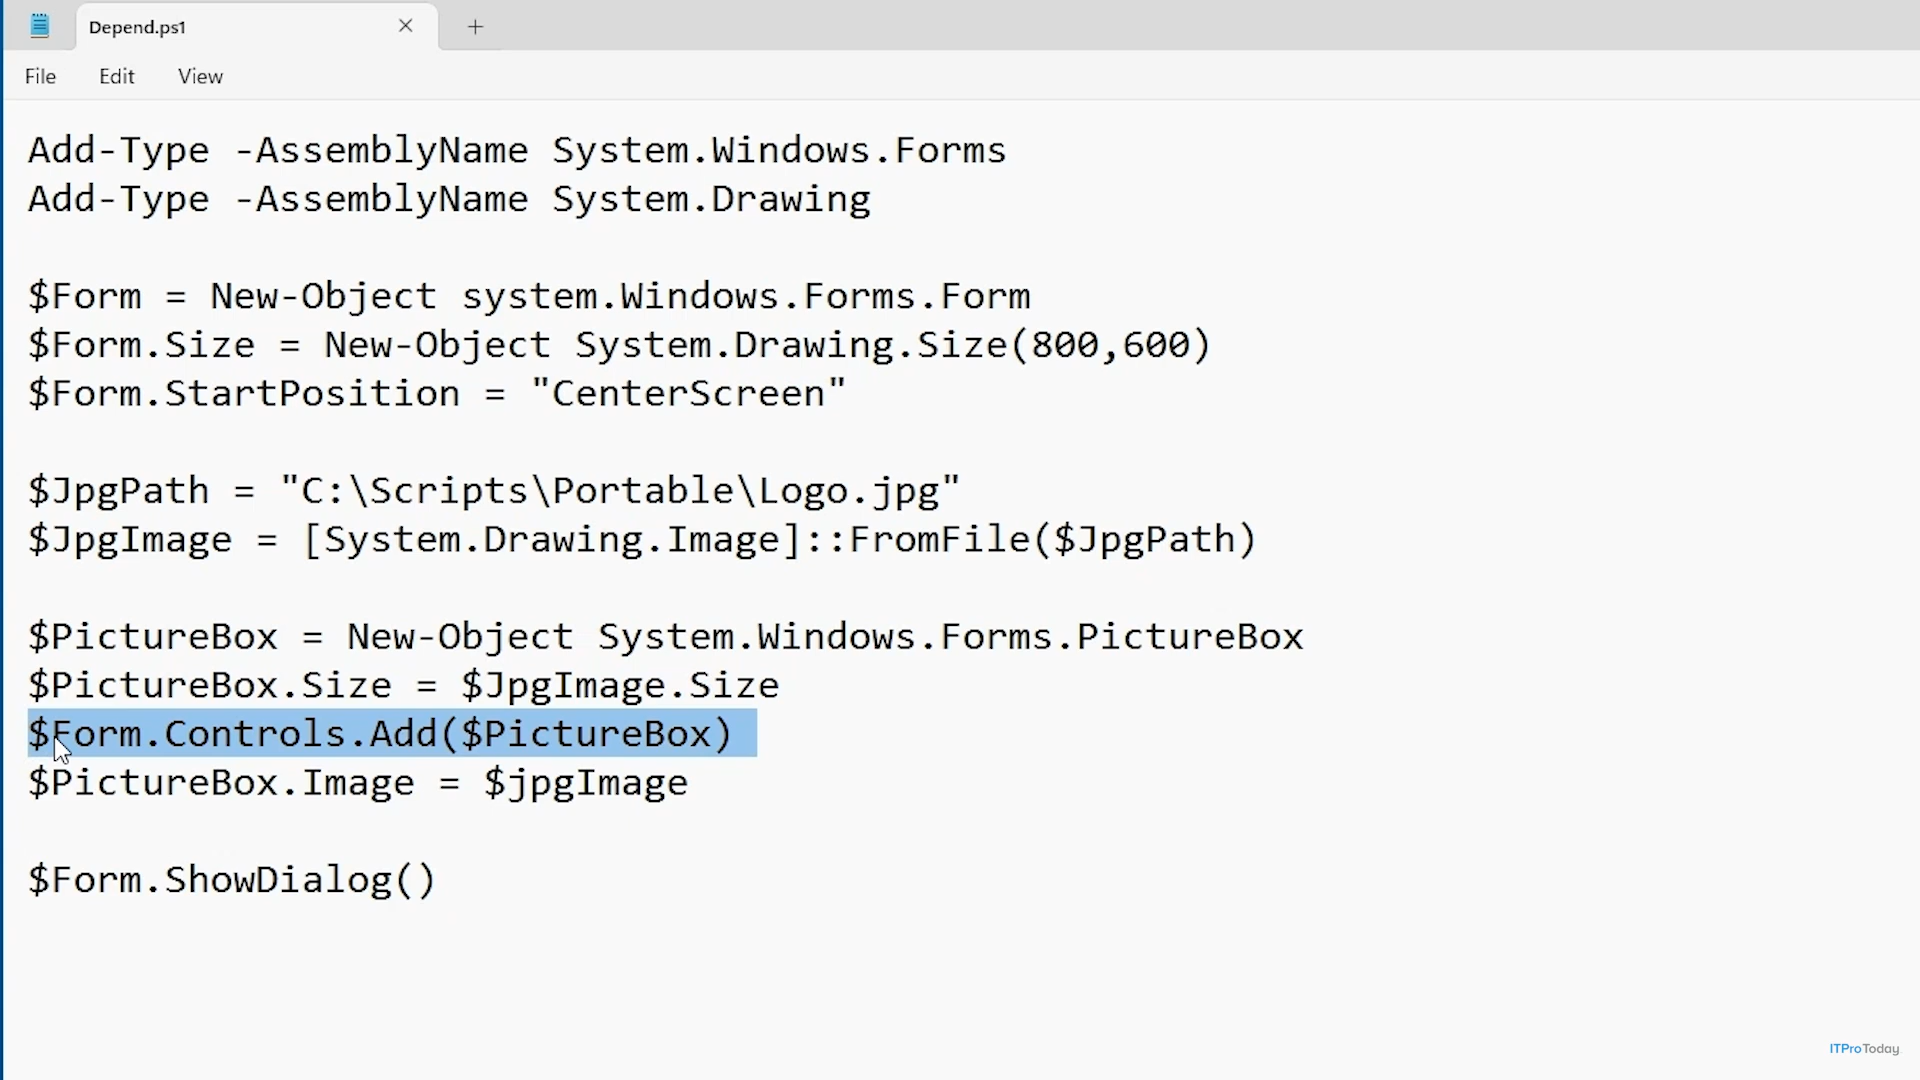 Depend.ps1
File Edit View
Add-Type -AssemblyName System.Windows.Forms
Add-Type -AssemblyName System.Drawing
$Form = New-Object system.Windows.Forms.Form
$Form.Size = New-Object System.Drawing.Size(800,600)
$Form.StartPosition = "CenterScreen"
$JpgPath = "C:\Scripts\Portable\Logo.jpg"
$JpgImage = [System.Drawing.Image]::FromFile($JpgPath)
$PictureBox = New-Object System.Windows.Forms.PictureBox
$PictureBox.Size = $JpgImage.Size
$Form.Controls.Add($PictureBox)
$PictureBox.Image = $jpgImage
$Form.ShowDialog()
ITProToday